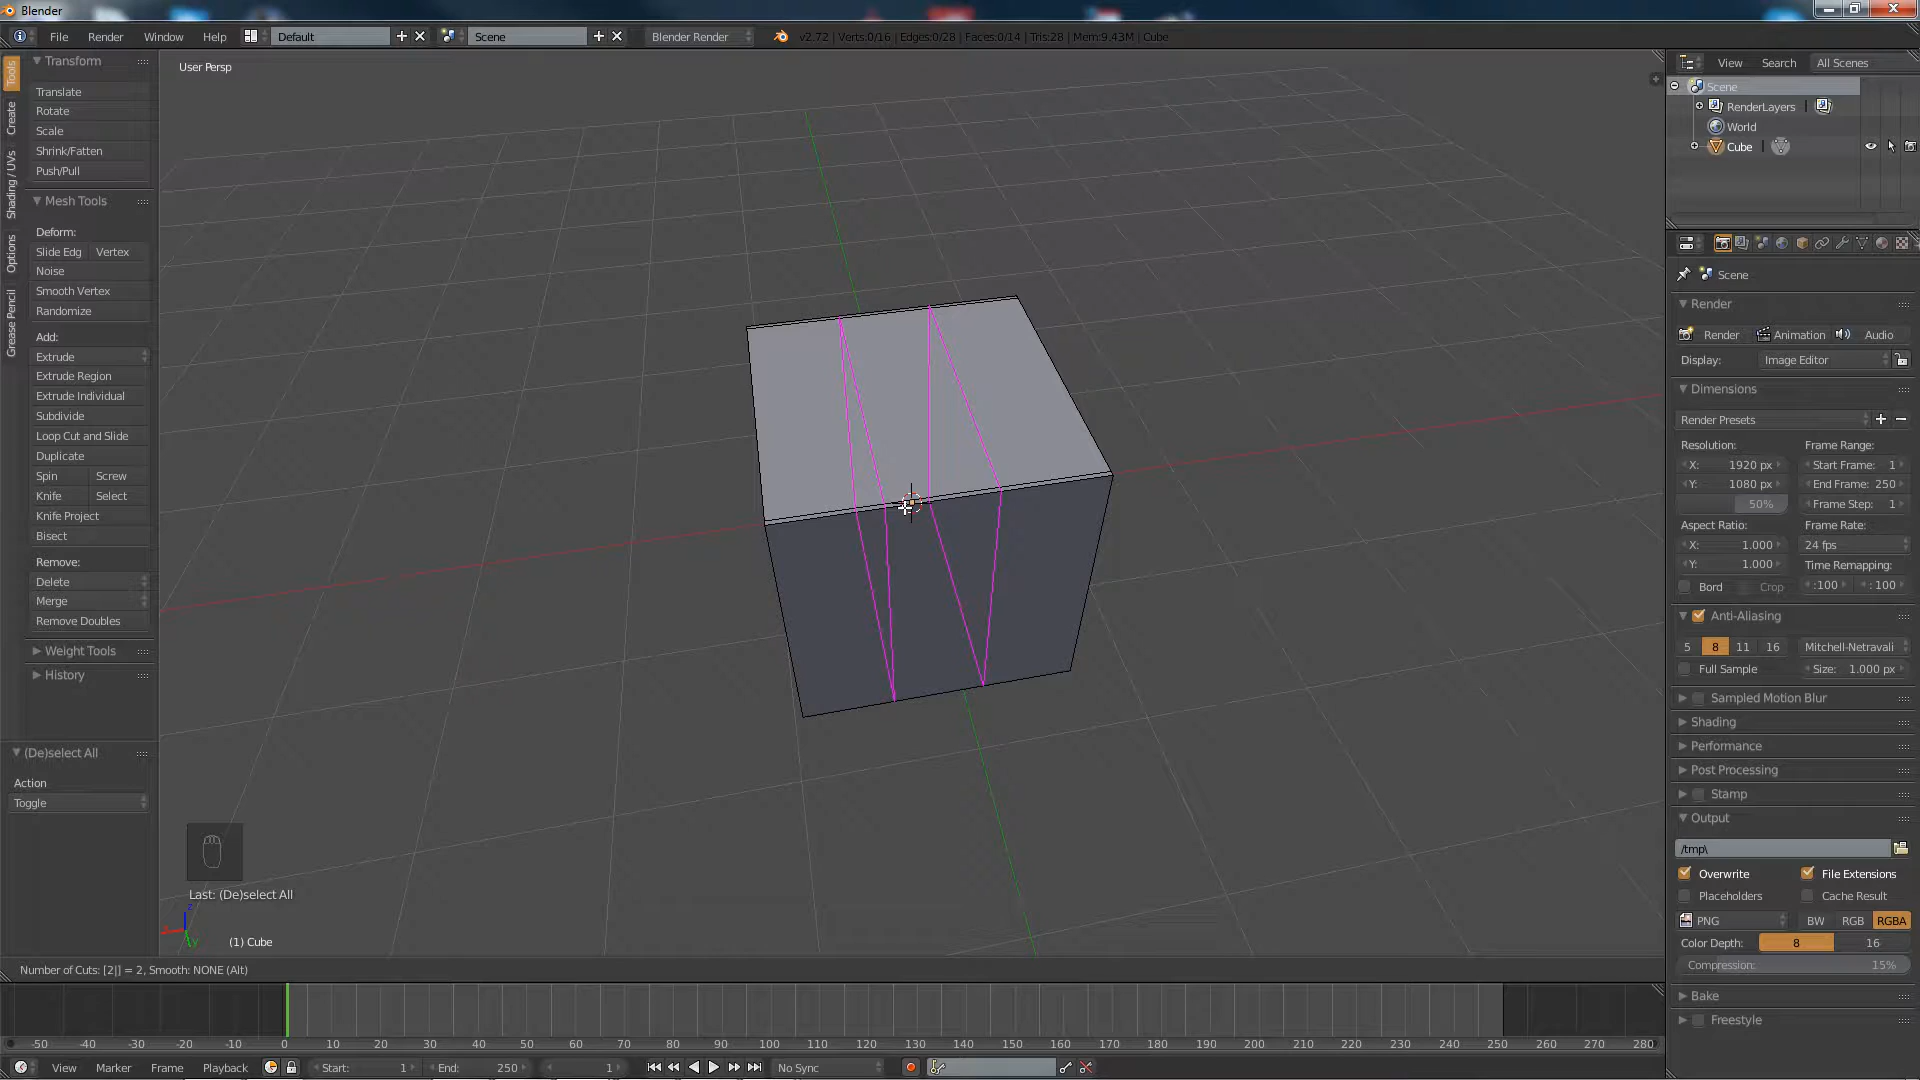 Blender
File Render Window Help Default Scene Blender Render v2.72 | Verts:0/16 | Edges:0/28 | Faces:0/14 | Tris:28 | Mem:9.43M | Cube
Tools
Create
Shading / UVs
Options
Grease Pencil
Transform
Translate
Rotate
Scale
Shrink/Fatten
Push/Pull
Mesh Tools
Deform:
Slide Edg Vertex
Noise
Smooth Vertex
Randomize
Add:
Extrude
Extrude Region
Extrude Individual
Subdivide
Loop Cut and Slide
Duplicate
Spin Screw
Knife Select
Knife Project
Bisect
Remove:
Delete
Merge
Remove Doubles
Weight Tools
History
(De)select All
Action
Toggle
User Persp
Last: (De)select All
z
y
(1) Cube
Number of Cuts: [2|] = 2, Smooth: NONE (Alt)
View Search All Scenes
Scene
RenderLayers |
World
Cube |
Scene
Render
Render Animation Audio
Display: Image Editor
Dimensions
Render Presets
Resolution: Frame Range:
X: 1920 px Start Frame: 1
Y: 1080 px End Frame: 250
50% Frame Step: 1
Aspect Ratio: Frame Rate:
X: 1.000 24 fps
Y: 1.000 Time Remapping:
Bord Crop :100 : 100
Anti-Aliasing
5 8 11 16 Mitchell-Netravali
Full Sample Size: 1.000 px
Sampled Motion Blur
Shading
Performance
Post Processing
Stamp
Output
/tmp\
Overwrite File Extensions
Placeholders Cache Result
PNG BW RGB RGBA
Color Depth: 8 16
Compression: 15%
Bake
Freestyle
-50 -40 -30 -20 -10 0 10 20 30 40 50 60 70 80 90 100 110 120 130 140 150 160 170 180 190 200 210 220 230 240 250 260 270 280
View Marker Frame Playback Start: 1 End: 250 1 No Sync